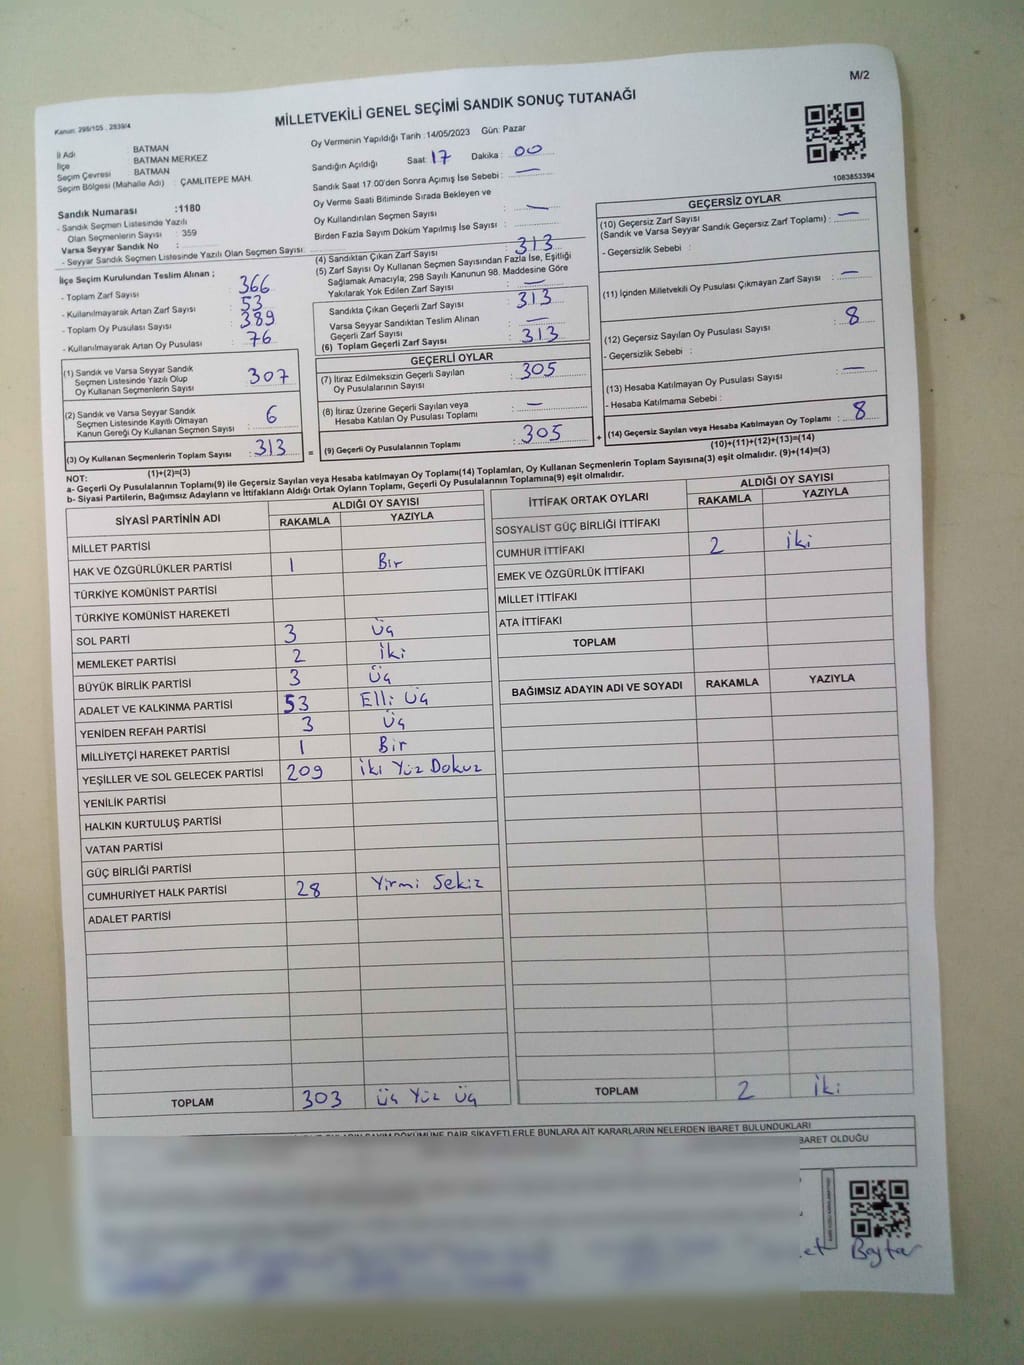 M/2
MİLLETVEKİLİ GENEL SEÇİMİ SANDIK SONUÇ TUTANAĞI
Kanun: 298/105 , 2839/4
İl Adı : BATMAN
İlçe : BATMAN MERKEZ
Seçim Çevresi : BATMAN
Seçim Bölgesi (Mahalle Adı) : ÇAMLITEPE MAH.
Sandık Numarası :1180
- Sandık Seçmen Listesinde Yazılı
Olan Seçmenlerin Sayısı : 359
Varsa Seyyar Sandık No :
- Seyyar Sandık Seçmen Listesinde Yazılı Olan Seçmen Sayısı:
Oy Vermenin Yapıldığı Tarih : 14/05/2023 Gün: Pazar
Sandığın Açıldığı Saat: 17 Dakika : 00
Sandık Saat 17.00'den Sonra Açımış İse Sebebi : —
Oy Verme Saati Bitiminde Sırada Bekleyen ve
Oy Kullandırılan Seçmen Sayısı : —
Birden Fazla Sayım Döküm Yapılmış İse Sayısı :
1083853394
İlçe Seçim Kurulundan Teslim Alınan ;
- Toplam Zarf Sayısı : 366
- Kullanılmayarak Artan Zarf Sayısı : 53
- Toplam Oy Pusulası Sayısı : 389
- Kullanılmayarak Artan Oy Pusulası : 76
(1) Sandık ve Varsa Seyyar Sandık
Seçmen Listesinde Yazılı Olup
Oy Kullanan Seçmenlerin Sayısı : 307
(2) Sandık ve Varsa Seyyar Sandık
Seçmen Listesinde Kayıtlı Olmayan
Kanun Gereği Oy Kullanan Seçmen Sayısı : 6
(3) Oy Kullanan Seçmenlerin Toplam Sayısı : 313
(1)+(2)=(3)
(4) Sandıktan Çıkan Zarf Sayısı : 313
(5) Zarf Sayısı Oy Kullanan Seçmen Sayısından Fazla İse, Eşitliği
Sağlamak Amacıyla; 298 Sayılı Kanunun 98. Maddesine Göre
Yakılarak Yok Edilen Zarf Sayısı : —
Sandıkta Çıkan Geçerli Zarf Sayısı : 313
Varsa Seyyar Sandıktan Teslim Alınan
Geçerli Zarf Sayısı : —
(6) Toplam Geçerli Zarf Sayısı : 313
GEÇERLİ OYLAR
(7) İtiraz Edilmeksizin Geçerli Sayılan
Oy Pusulalarının Sayısı : 305
(8) İtiraz Üzerine Geçerli Sayılan veya
Hesaba Katılan Oy Pusulası Toplamı : —
= (9) Geçerli Oy Pusulalarının Toplamı : 305 +
GEÇERSİZ OYLAR
(10) Geçersiz Zarf Sayısı
(Sandık ve Varsa Seyyar Sandık Geçersiz Zarf Toplamı) : —
- Geçersizlik Sebebi :
(11) İçinden Milletvekili Oy Pusulası Çıkmayan Zarf Sayısı : —
(12) Geçersiz Sayılan Oy Pusulası Sayısı : 8
- Geçersizlik Sebebi :
(13) Hesaba Katılmayan Oy Pusulası Sayısı : —
- Hesaba Katılmama Sebebi :
(14) Geçersiz Sayılan veya Hesaba Katılmayan Oy Toplamı : 8
(10)+(11)+(12)+(13)=(14)
NOT:
a- Geçerli Oy Pusulalarının Toplamı(9) ile Geçersiz Sayılan veya Hesaba katılmayan Oy Toplamı(14) Toplamları, Oy Kullanan Seçmenlerin Toplam Sayısına(3) eşit olmalıdır. (9)+(14)=(3)
b- Siyasi Partilerin, Bağımsız Adayların ve İttifakların Aldığı Ortak Oyların Toplamı, Geçerli Oy Pusulalarının Toplamına(9) eşit olmalıdır.
SİYASİ PARTİNİN ADI ALDIĞI OY SAYISI
RAKAMLA YAZIYLA
MİLLET PARTİSİ
HAK VE ÖZGÜRLÜKLER PARTİSİ 1 Bir
TÜRKİYE KOMÜNİST PARTİSİ
TÜRKİYE KOMÜNİST HAREKETİ
SOL PARTİ 3 Üç
MEMLEKET PARTİSİ 2 İki
BÜYÜK BİRLİK PARTİSİ 3 Üç
ADALET VE KALKINMA PARTİSİ 53 Elli Üç
YENİDEN REFAH PARTİSİ 3 Üç
MİLLİYETÇİ HAREKET PARTİSİ 1 Bir
YEŞİLLER VE SOL GELECEK PARTİSİ 209 İki Yüz Dokuz
YENİLİK PARTİSİ
HALKIN KURTULUŞ PARTİSİ
VATAN PARTİSİ
GÜÇ BİRLİĞİ PARTİSİ
CUMHURİYET HALK PARTİSİ 28 Yirmi Sekiz
ADALET PARTİSİ
TOPLAM 303 Üç Yüz Üç
İTTİFAK ORTAK OYLARI ALDIĞI OY SAYISI
RAKAMLA YAZIYLA
SOSYALİST GÜÇ BİRLİĞİ İTTİFAKI
CUMHUR İTTİFAKI 2 İki
EMEK VE ÖZGÜRLÜK İTTİFAKI
MİLLET İTTİFAKI
ATA İTTİFAKI
TOPLAM
BAĞIMSIZ ADAYIN ADI VE SOYADI RAKAMLA YAZIYLA
TOPLAM 2 İki
DÖKÜMÜNE DAİR ŞİKAYETLERLE BUNLARA AİT KARARLARIN NELERDEN İBARET BULUNDUKLARI
BARET OLDUĞU